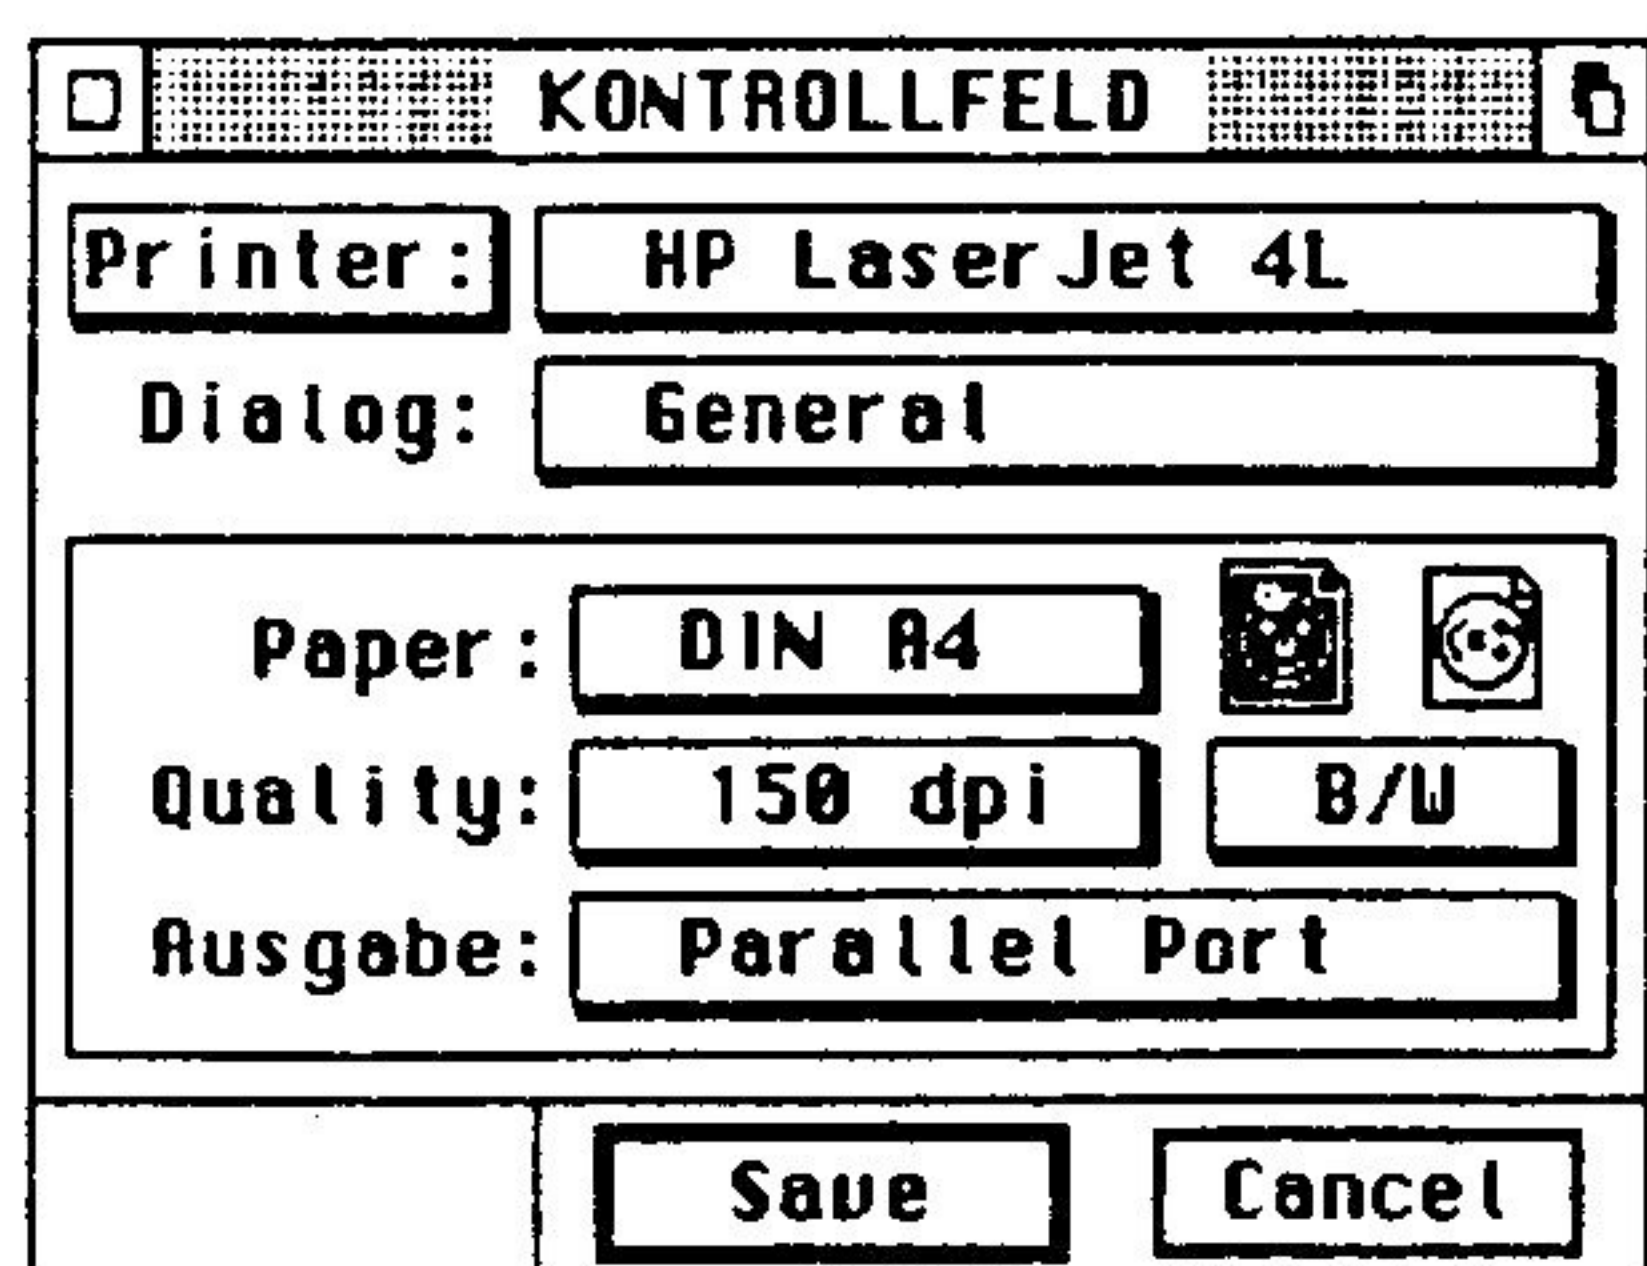 KONTROLLFELD
Printer: HP LaserJet 4L
Dialog: General
Paper: DIN A4
Quality: 150 dpi B/W
Ausgabe: Parallel Port
Save Cancel